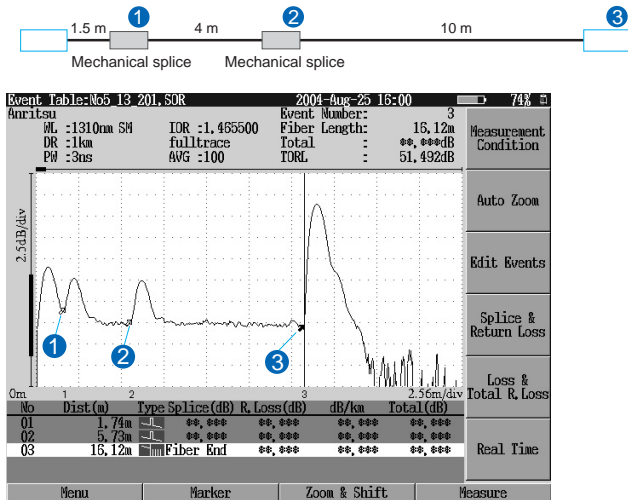 1 2 3
1.5 m 4 m 10 m
Mechanical splice Mechanical splice
Event Table:No5_13_201.SOR 2004-Aug-25 16:00 74%
Anritsu Event Number: 3
WL :1310nm SM IOR :1.465500 Fiber Length: 16.12m
DR :1km fulltrace Total : **.***dB
PW :3ns AVG :100 TORL : 51.492dB
Measurement Condition
Auto Zoom
2.5dB/div
Edit Events
Splice & Return Loss
1 2 3
Loss & Total R.Loss
0m 1 2 3 2.56m/div
No Dist(m) Type Splice(dB) R.Loss(dB) dB/km Total(dB)
01 1.74m **.*** **.*** **.*** **.***
02 5.73m **.*** **.*** **.*** **.***
03 16.12m Fiber End **.*** **.*** **.***
Real Time
Menu Marker Zoom & Shift Measure